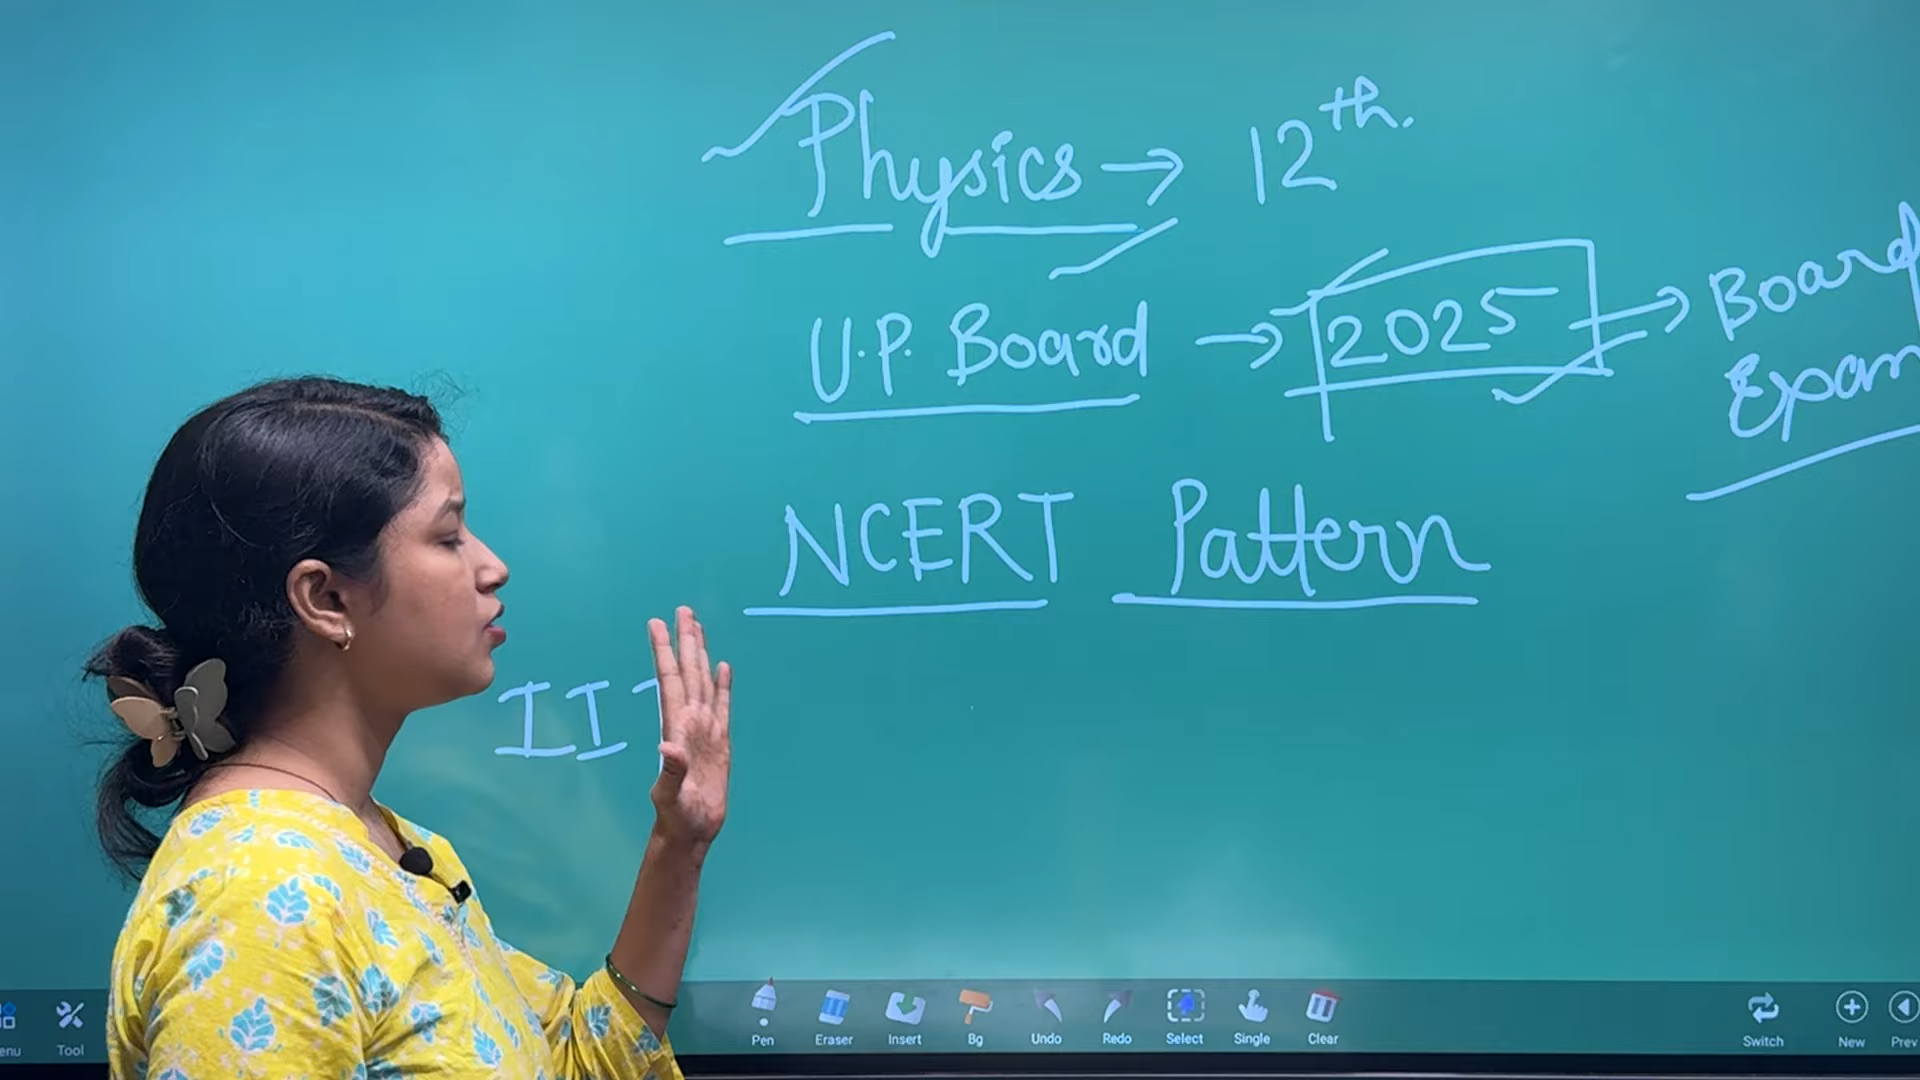 Physics → 12th.
U.P. Board → 2025 → Board
Exam
NCERT Pattern
II
Tool
Pen
Eraser
Insert
Bg
Undo
Redo
Select
Single
Clear
Switch
New
Prev